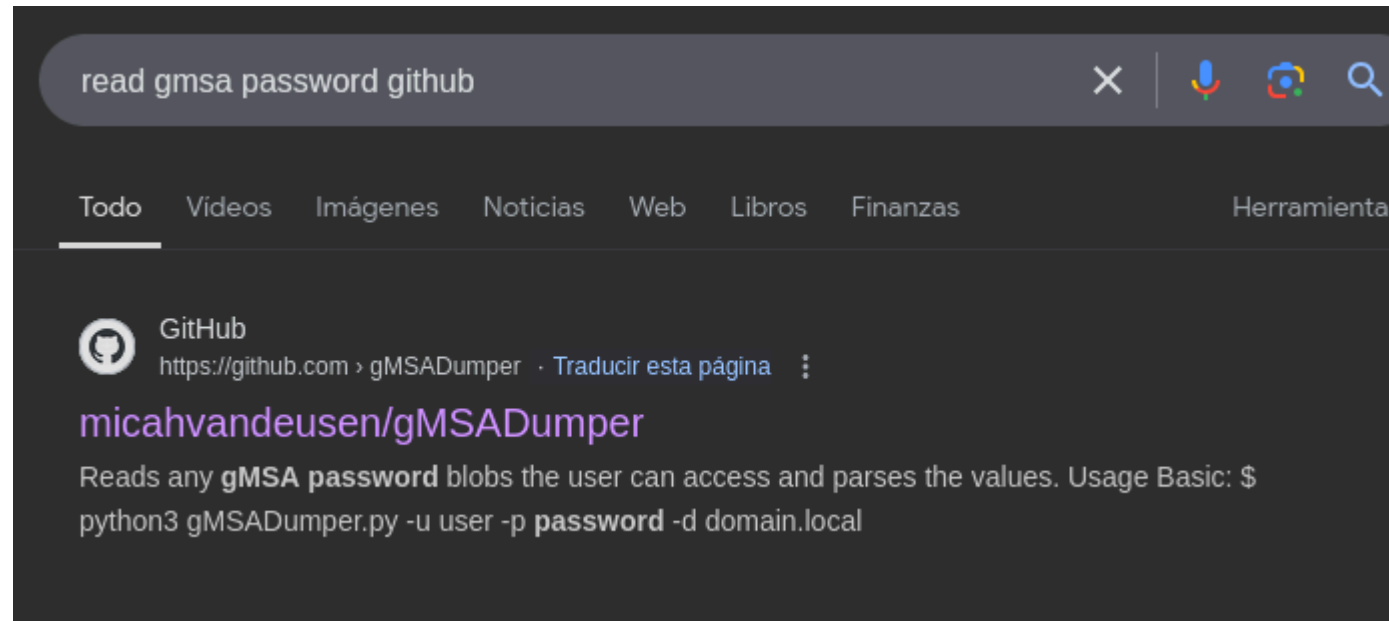 read gmsa password github
Todo Vídeos Imágenes Noticias Web Libros Finanzas Herramienta
GitHub
https://github.com › gMSADumper · Traducir esta página
micahvandeusen/gMSADumper
Reads any gMSA password blobs the user can access and parses the values. Usage Basic: $
python3 gMSADumper.py -u user -p password -d domain.local